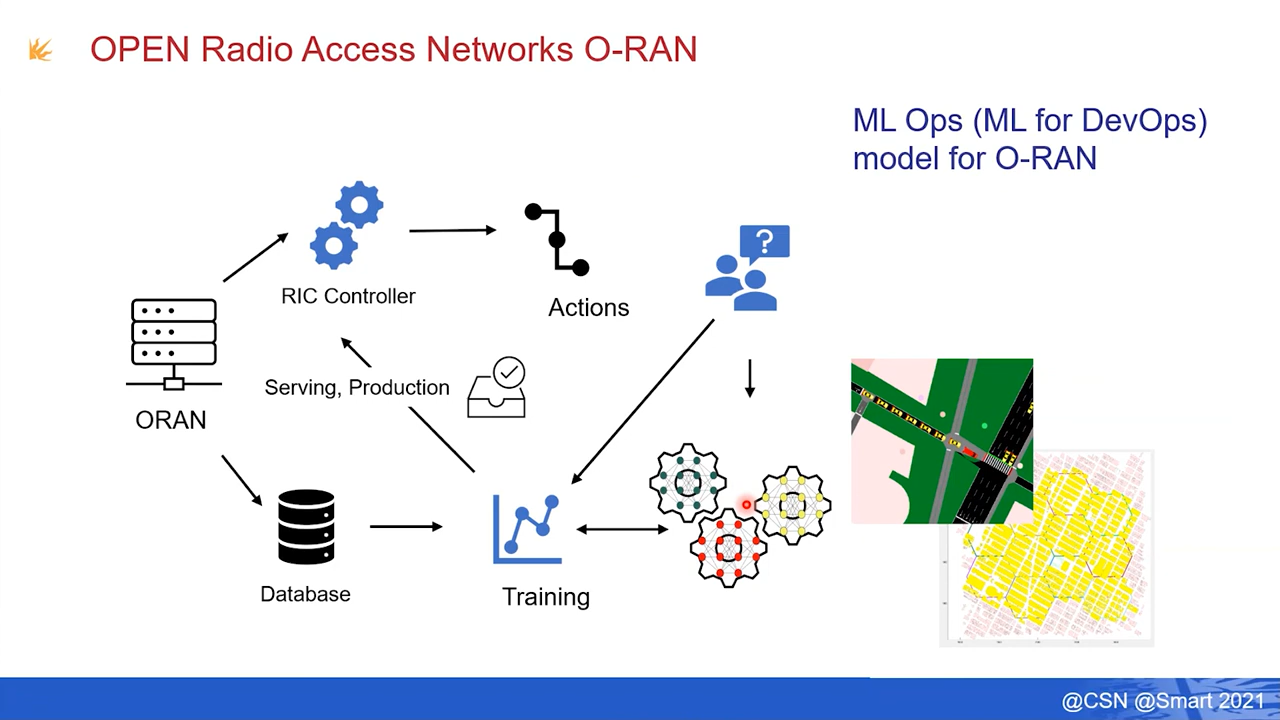 OPEN Radio Access Networks O-RAN
ML Ops (ML for DevOps)
model for O-RAN
?
RIC Controller
Actions
Serving, Production
ORAN
Database
Training
@CSN @Smart 2021